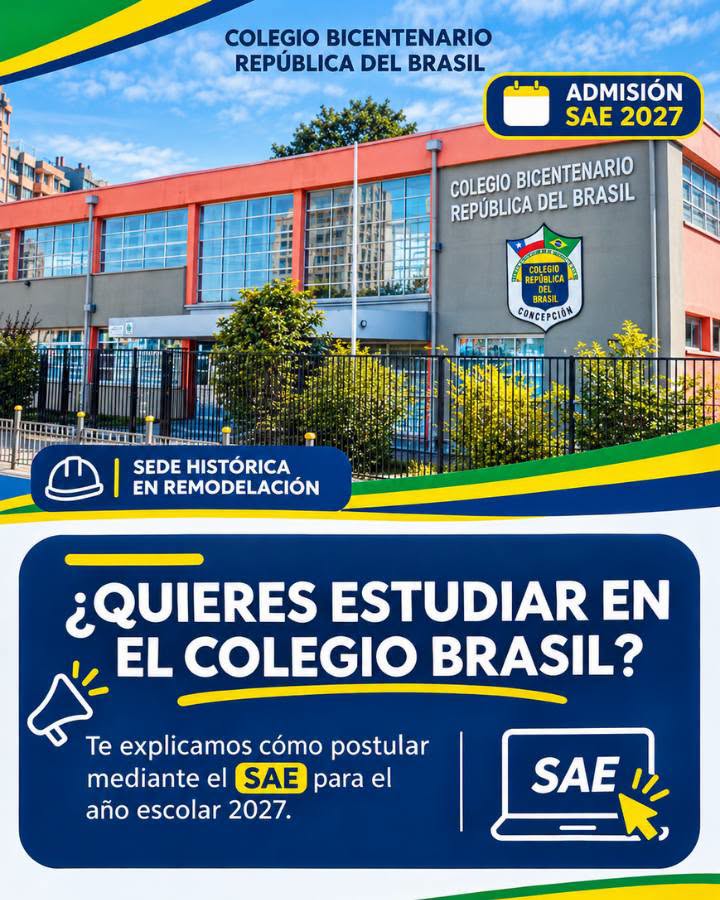 COLEGIO BICENTENARIO
REPÚBLICA DEL BRASIL
ADMISIÓN
SAE 2027
COLEGIO BICENTENARIO
REPÚBLICA DEL BRASIL
COLEGIO
REPÚBLICA
DEL
BRASIL
CONCEPCIÓN
SEDE HISTÓRICA
EN REMODELACIÓN
¿QUIERES ESTUDIAR EN
EL COLEGIO BRASIL?
Te explicamos cómo postular
mediante el SAE para el
año escolar 2027.
SAE